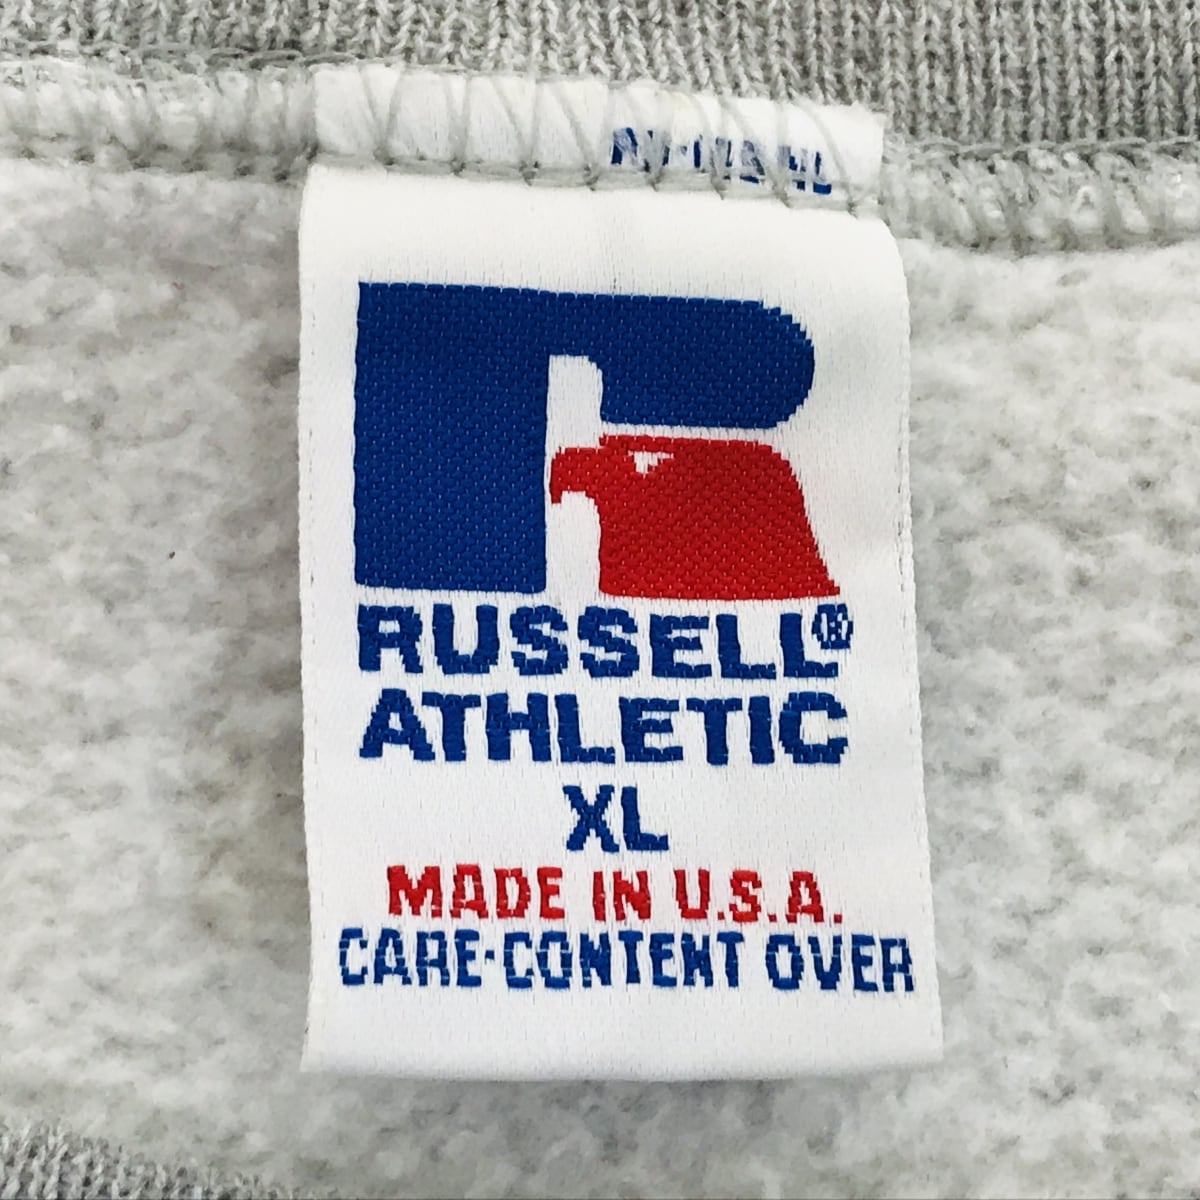 RUSSELL®
ATHLETIC
XL
MADE IN U.S.A.
CARE-CONTENT OVER